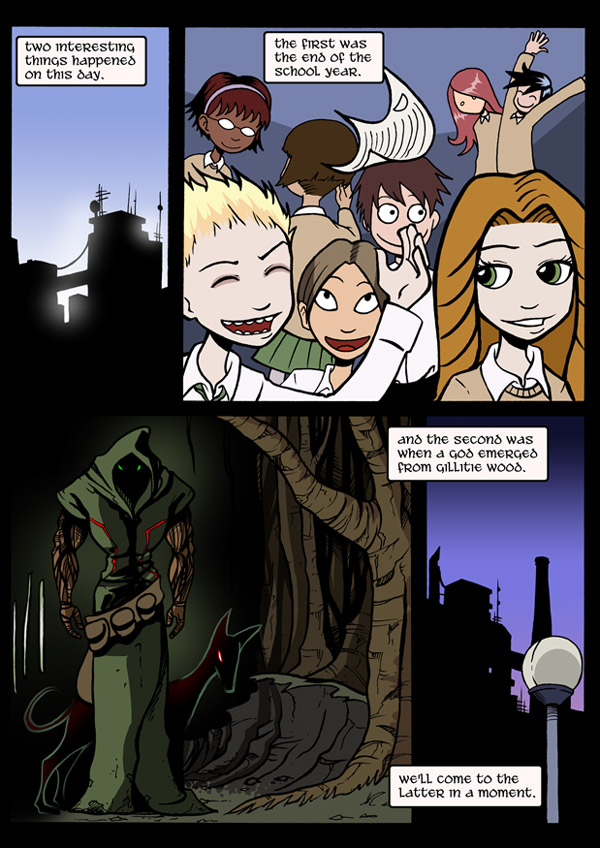 two interesting
things happened
on this day.
the first was
the end of the
school year.
and the second was
when a god emerged
from gillitie wood.
we'll come to the
latter in a moment.